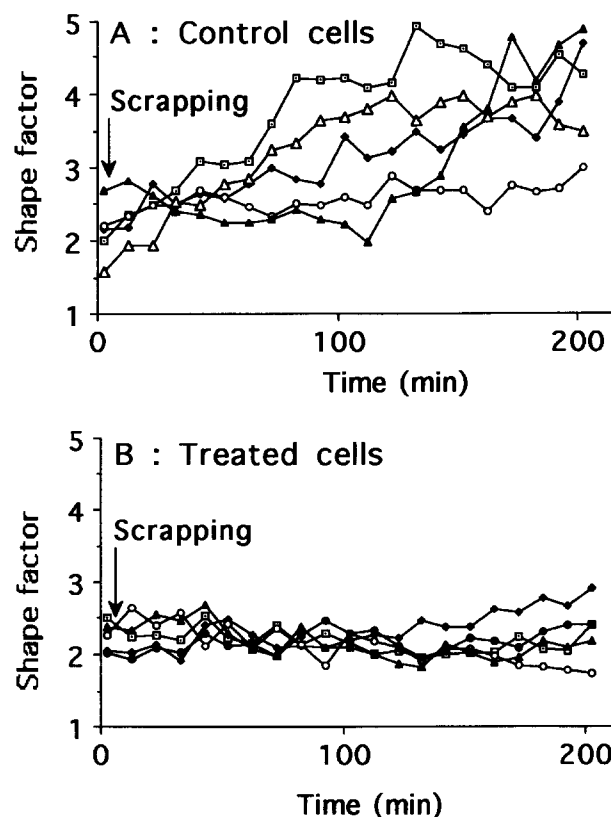 A : Control cells
Scrapping
Shape factor
5
4
3
2
1
0
100
200
Time (min)
B : Treated cells
Scrapping
Shape factor
5
4
3
2
1
0
100
200
Time (min)